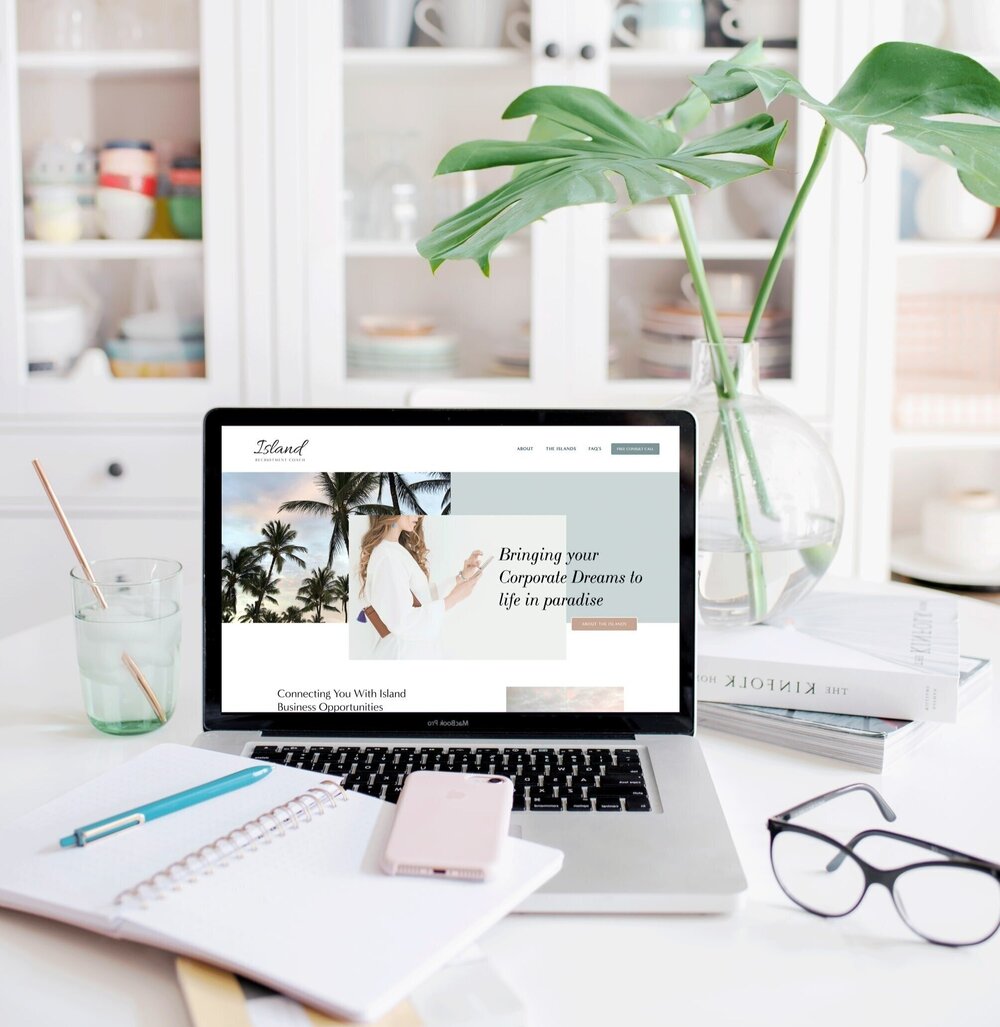 Island
RECRUITMENT COACH
ABOUT
THE ISLANDS
FAQ'S
FREE CONSULT CALL
Bringing your
Corporate Dreams to
life in paradise
ABOUT THE ISLANDS
Connecting You With Island
Business Opportunities
MacBook Pro
THE KINFOLK
KINFOLK